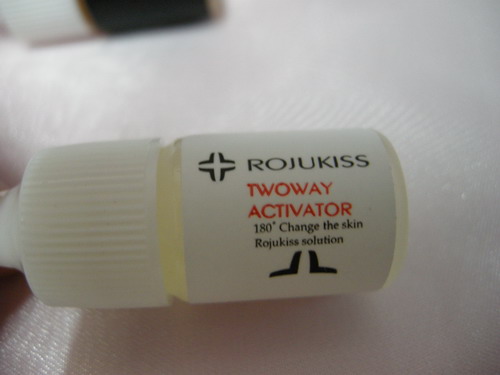 ROJUKISS
TWOWAY
ACTIVATOR
180° Change the skin
Rojukiss solution